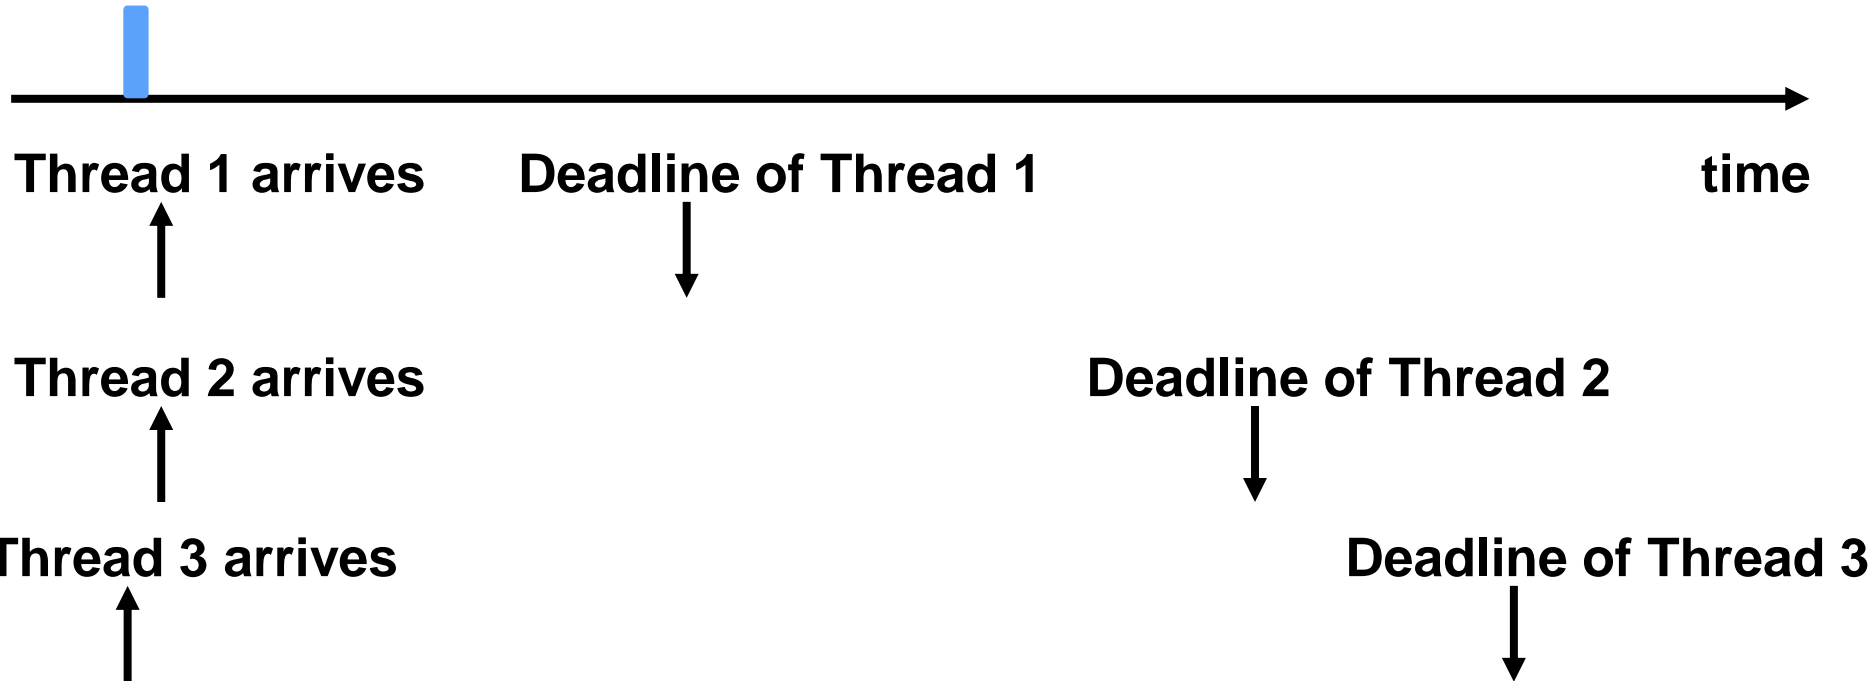 Thread 1 arrives Deadline of Thread 1 time
Thread 2 arrives Deadline of Thread 2
Thread 3 arrives Deadline of Thread 3